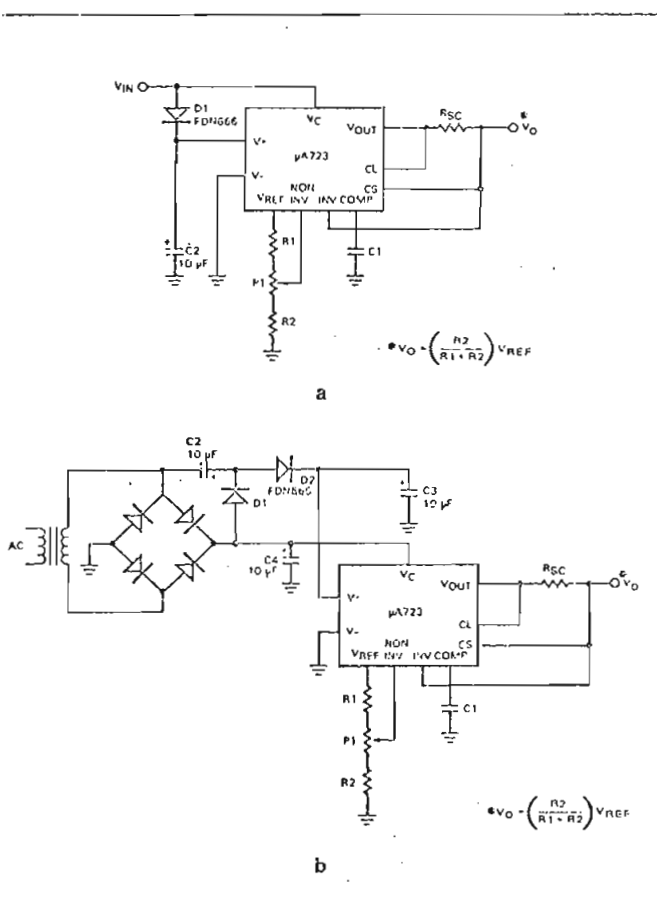 VIN
D1
FDN666
VC
VOUT
RSC
* VO
V+
µA723
V-
CL
CS
NON
VREF INV INV COMP
C2
10 µF
R1
C1
P1
R2
*VO = (R2 / R1 + R2) VREF
a
C2
10 µF
D2
FDN666
D1
C3
10 µF
AC
C4
10 µF
VC
VOUT
RSC
* VO
V+
µA723
V-
CL
CS
NON
VREF INV INV COMP
R1
C1
P1
R2
*VO = (R2 / R1 + R2) VREF
b